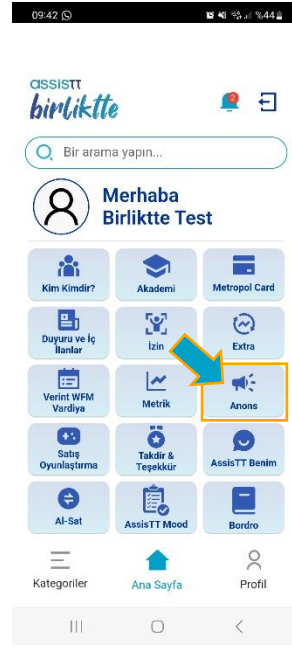 09:42
%44
assisTT
birliktte
2
Bir arama yapın...
Merhaba
Birliktte Test
Kim Kimdir?
Akademi
Metropol Card
Duyuru ve İç
İlanlar
İzin
Extra
Verint WFM
Vardiya
Metrik
Anons
Satış
Oyunlaştırma
Takdir &
Teşekkür
AssisTT Benim
Al-Sat
AssisTT Mood
Bordro
Kategoriler
Ana Sayfa
Profil